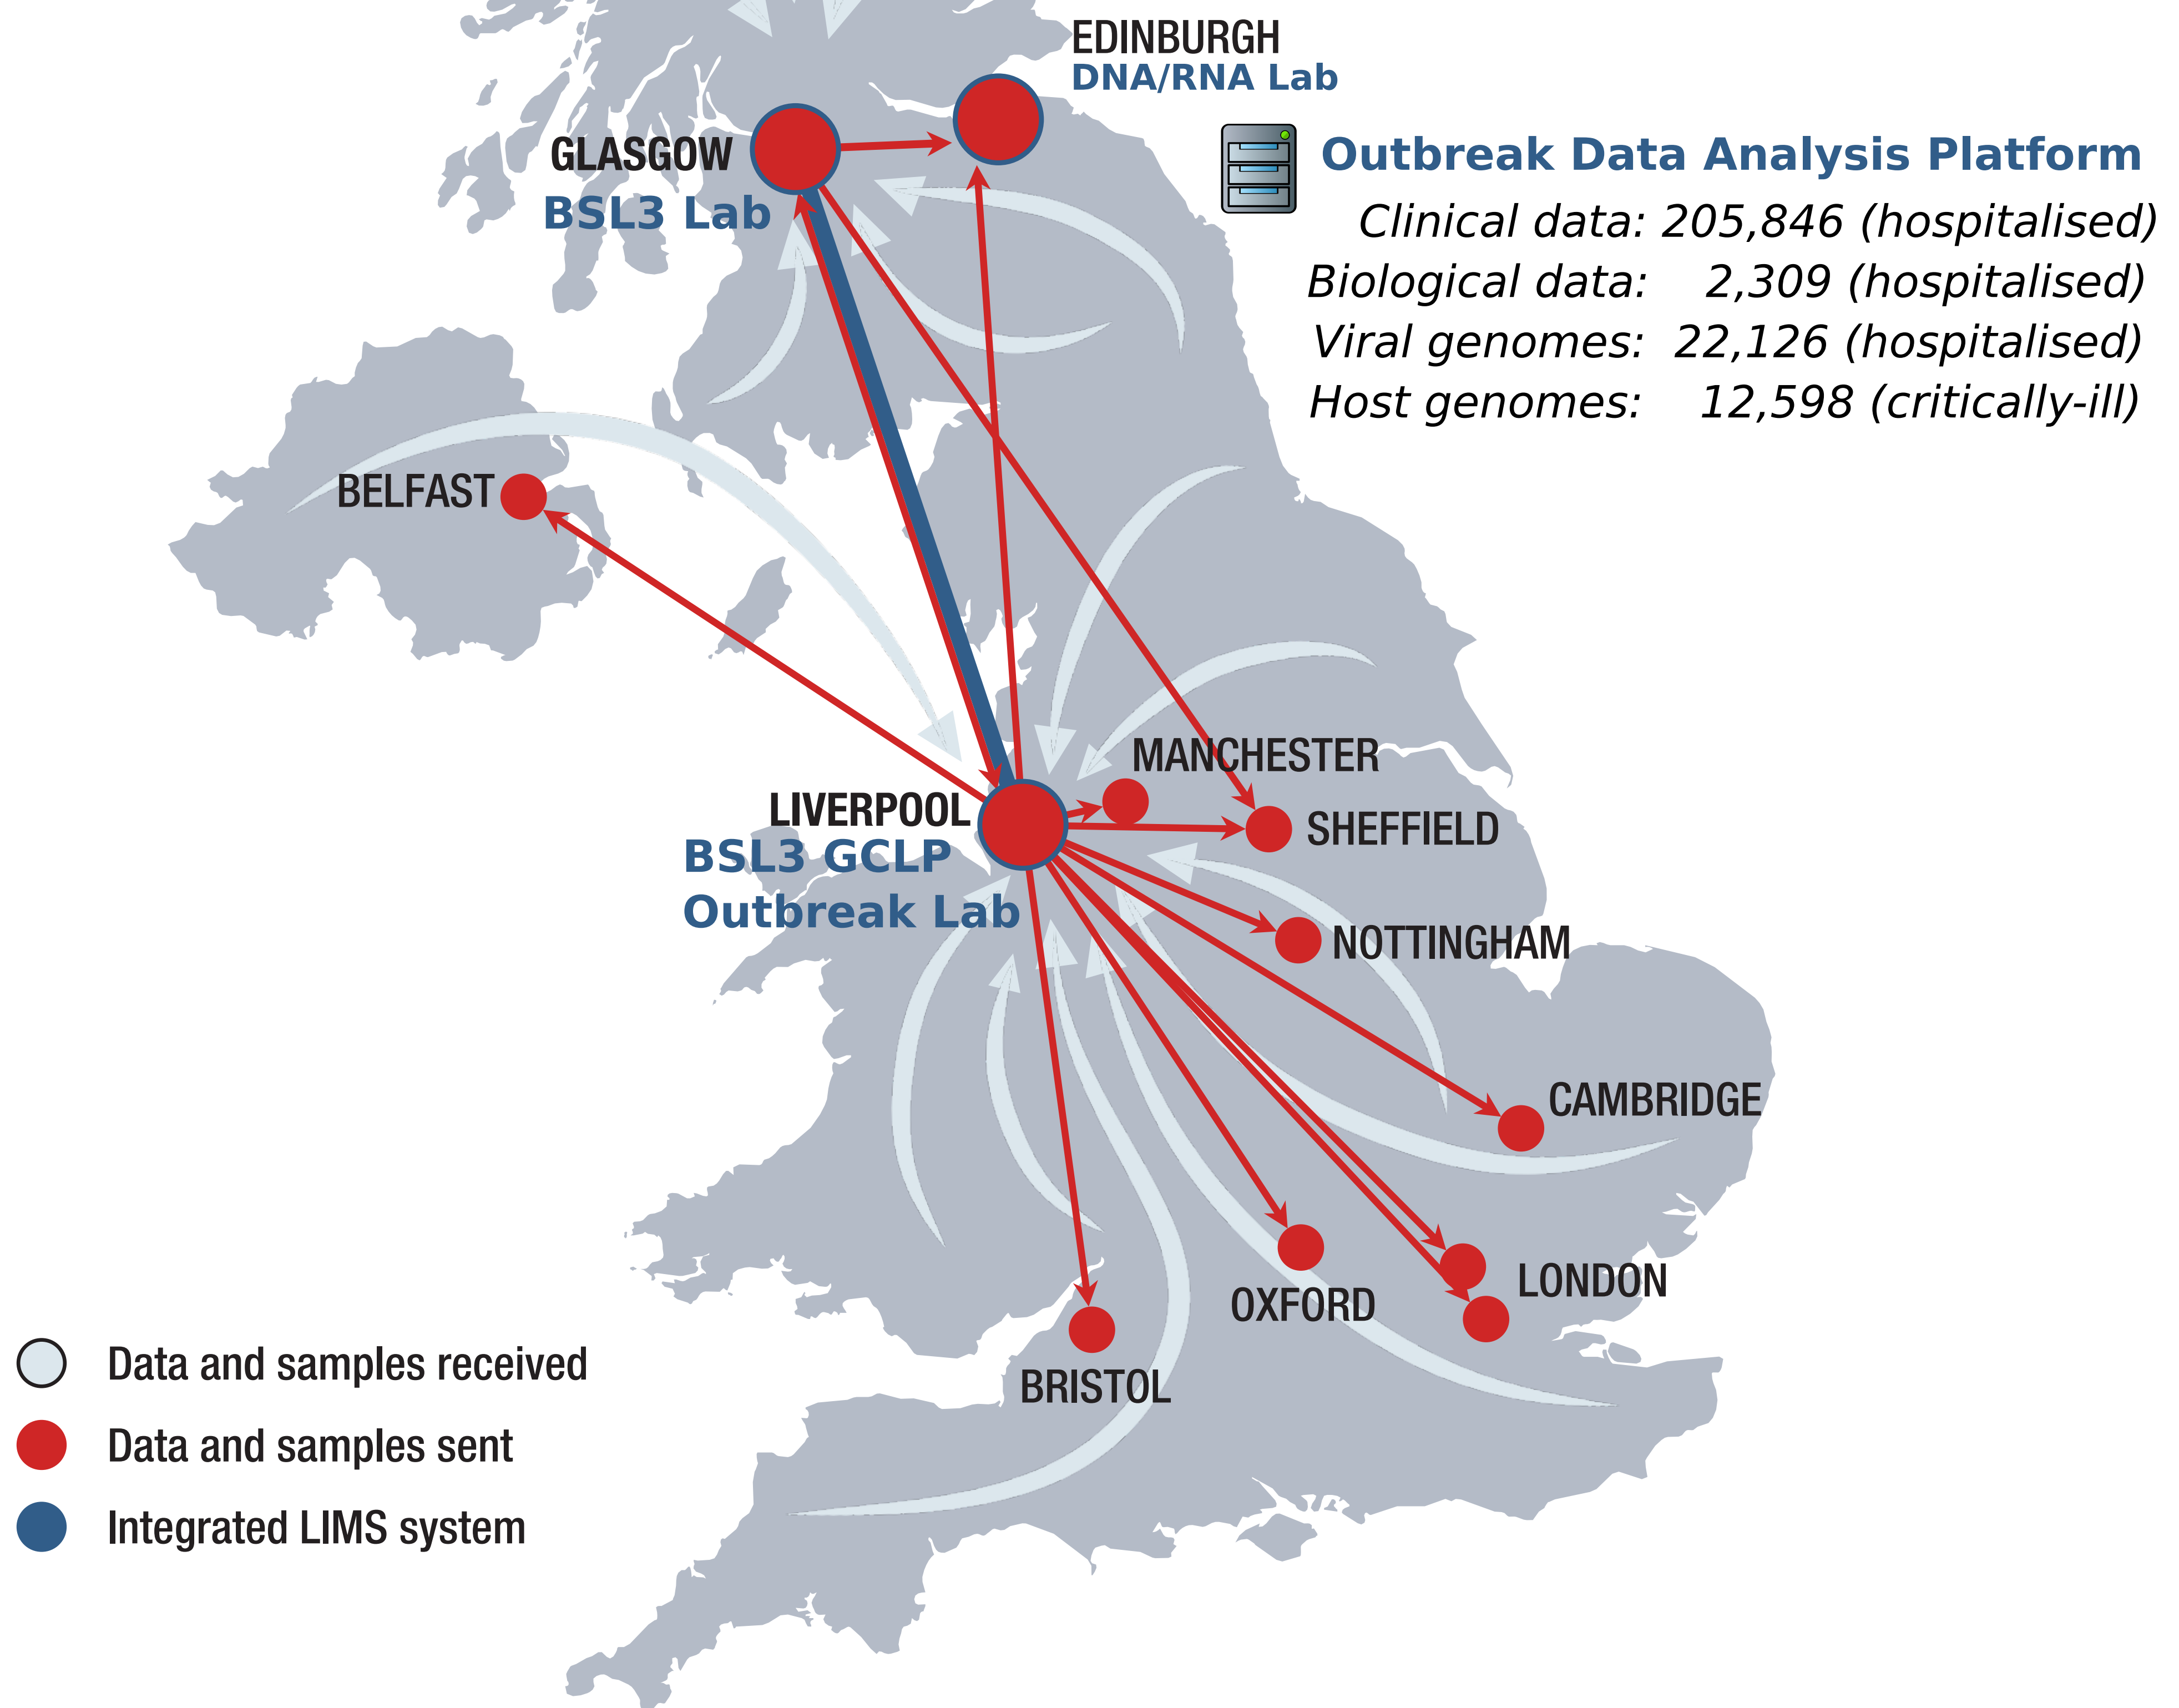 EDINBURGH
DNA/RNA Lab
GLASGOW
BSL3 Lab
Outbreak Data Analysis Platform
Clinical data: 205,846 (hospitalised)
Biological data: 2,309 (hospitalised)
Viral genomes: 22,126 (hospitalised)
Host genomes: 12,598 (critically-ill)
BELFAST
MANCHESTER
LIVERPOOL
BSL3 GCLP
Outbreak Lab
SHEFFIELD
NOTTINGHAM
CAMBRIDGE
LONDON
OXFORD
BRISTOL
Data and samples received
Data and samples sent
Integrated LIMS system